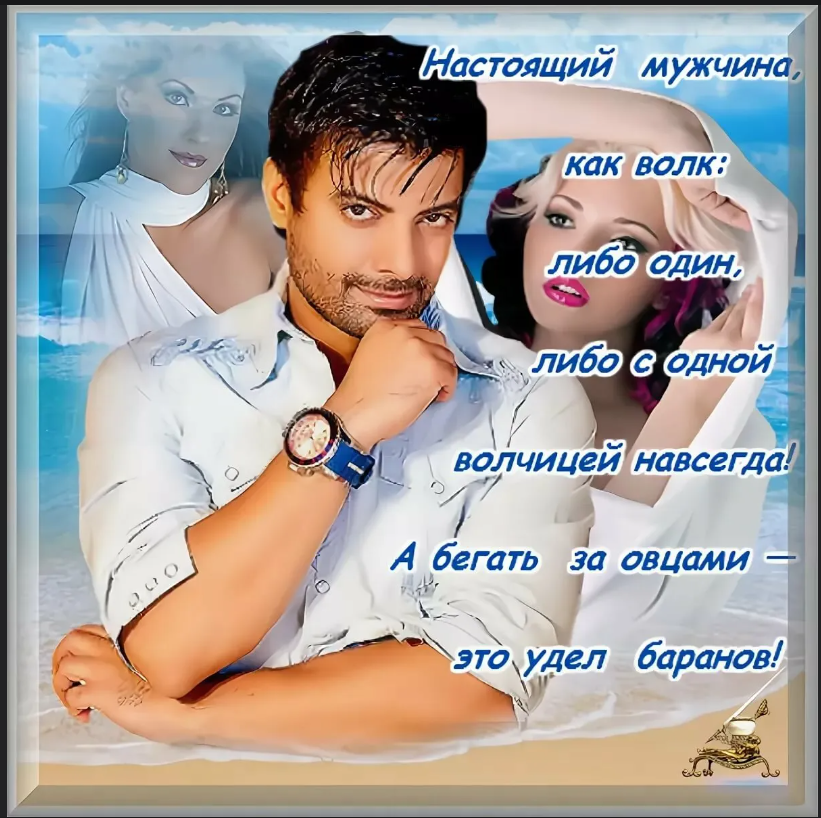 Настоящий мужчина,
как волк:
либо один,
либо с одной
волчицей навсегда!
А бегать за овцами —
это удел баранов!